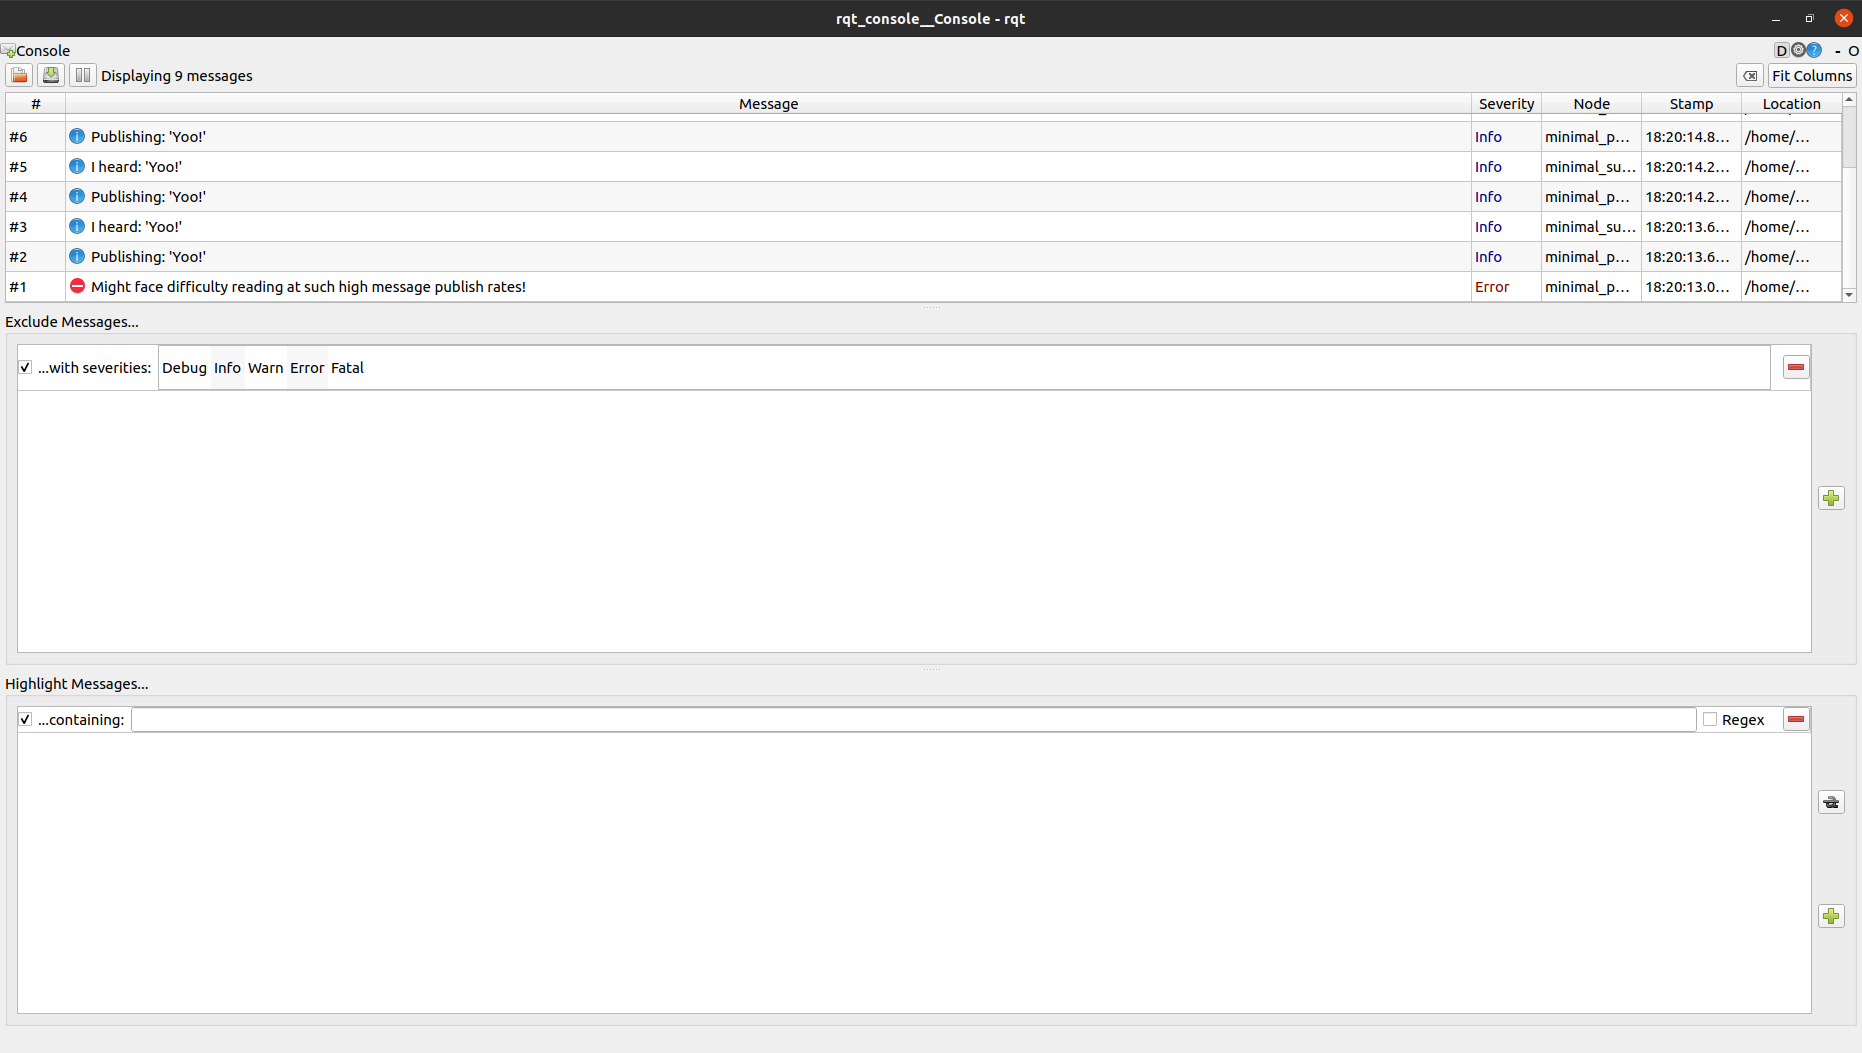 rqt_console__Console - rqt
Console D ? - O
Displaying 9 messages Fit Columns
# Message Severity Node Stamp Location
#6 Publishing: 'Yoo!' Info minimal_p... 18:20:14.8... /home/...
#5 I heard: 'Yoo!' Info minimal_su... 18:20:14.2... /home/...
#4 Publishing: 'Yoo!' Info minimal_p... 18:20:14.2... /home/...
#3 I heard: 'Yoo!' Info minimal_su... 18:20:13.6... /home/...
#2 Publishing: 'Yoo!' Info minimal_p... 18:20:13.6... /home/...
#1 Might face difficulty reading at such high message publish rates! Error minimal_p... 18:20:13.0... /home/...
Exclude Messages...
...with severities: Debug Info Warn Error Fatal
Highlight Messages...
...containing: Regex